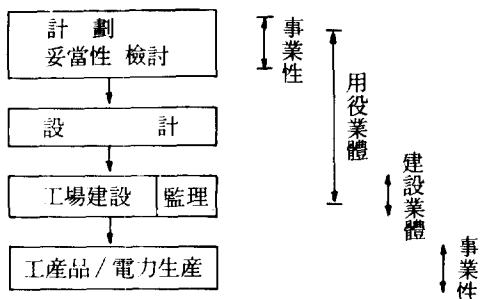 計 劃
妥當性 檢討
設 計
工場建設 監理
工産品/電力生産
事業性
用役業體
建設業體
事業性